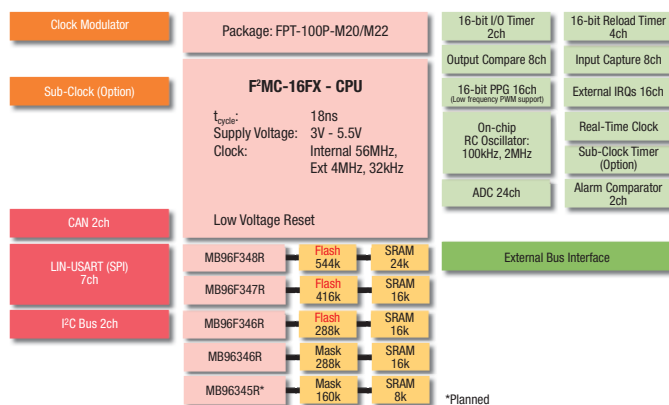 Clock Modulator
Sub-Clock (Option)
CAN 2ch
LIN-USART (SPI)
7ch
I²C Bus 2ch
Package: FPT-100P-M20/M22
F²MC-16FX - CPU
tcycle: 18ns
Supply Voltage: 3V - 5.5V
Clock: Internal 56MHz,
Ext 4MHz, 32kHz
Low Voltage Reset
MB96F348R Flash 544k SRAM 24k
MB96F347R Flash 416k SRAM 16k
MB96F346R Flash 288k SRAM 16k
MB96346R Mask 288k SRAM 16k
MB96345R* Mask 160k SRAM 8k
16-bit I/O Timer
2ch
16-bit Reload Timer
4ch
Output Compare 8ch
Input Capture 8ch
16-bit PPG 16ch
(Low frequency PWM support)
External IRQs 16ch
On-chip
RC Oscillator:
100kHz, 2MHz
Real-Time Clock
Sub-Clock Timer
(Option)
ADC 24ch
Alarm Comparator
2ch
External Bus Interface
*Planned